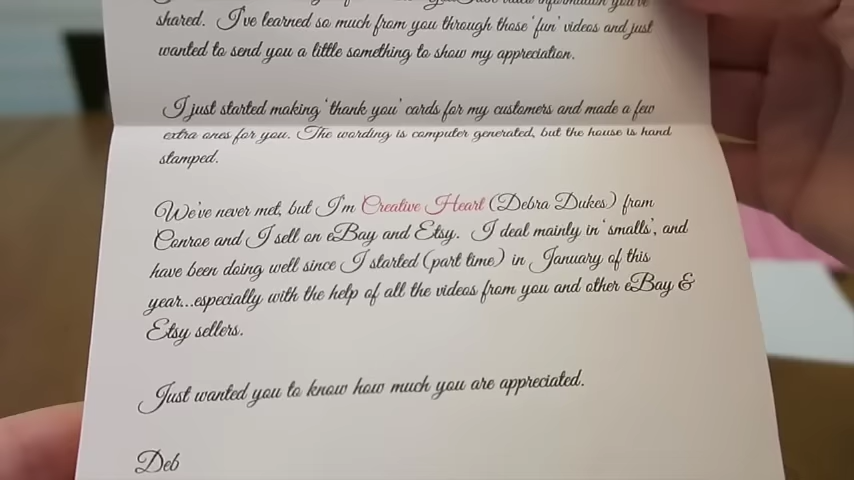 information you've
shared. I've learned so much from you through those 'fun' videos and just
wanted to send you a little something to show my appreciation.
I just started making 'thank you' cards for my customers and made a few
extra ones for you. The wording is computer generated, but the house is hand
stamped.
We've never met, but I'm Creative Heart (Debra Dukes) from
Conroe and I sell on eBay and Etsy. I deal mainly in 'smalls', and
have been doing well since I started (part time) in January of this
year...especially with the help of all the videos from you and other eBay &
Etsy sellers.
Just wanted you to know how much you are appreciated.
Deb